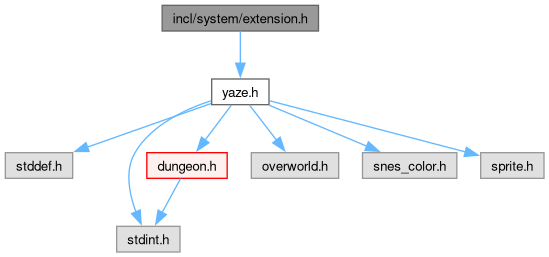 incl/system/extension.h
yaze.h
stddef.h
dungeon.h
overworld.h
snes_color.h
sprite.h
stdint.h